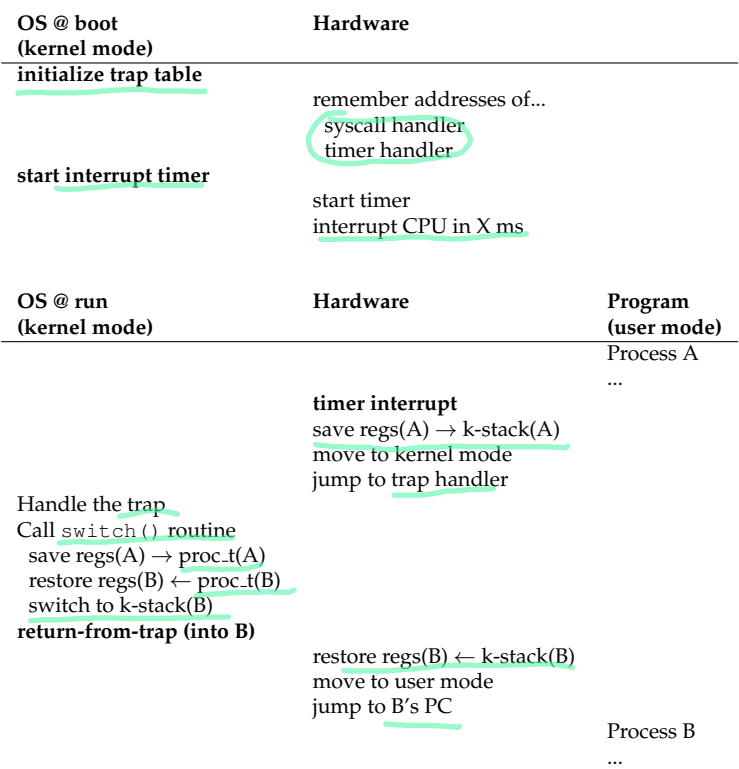 OS @ boot Hardware
(kernel mode)
initialize trap table
remember addresses of...
syscall handler
timer handler
start interrupt timer
start timer
interrupt CPU in X ms
OS @ run Hardware Program
(kernel mode) (user mode)
Process A
...
timer interrupt
save regs(A) → k-stack(A)
move to kernel mode
jump to trap handler
Handle the trap
Call switch() routine
save regs(A) → proc_t(A)
restore regs(B) ← proc_t(B)
switch to k-stack(B)
return-from-trap (into B)
restore regs(B) ← k-stack(B)
move to user mode
jump to B's PC
Process B
...